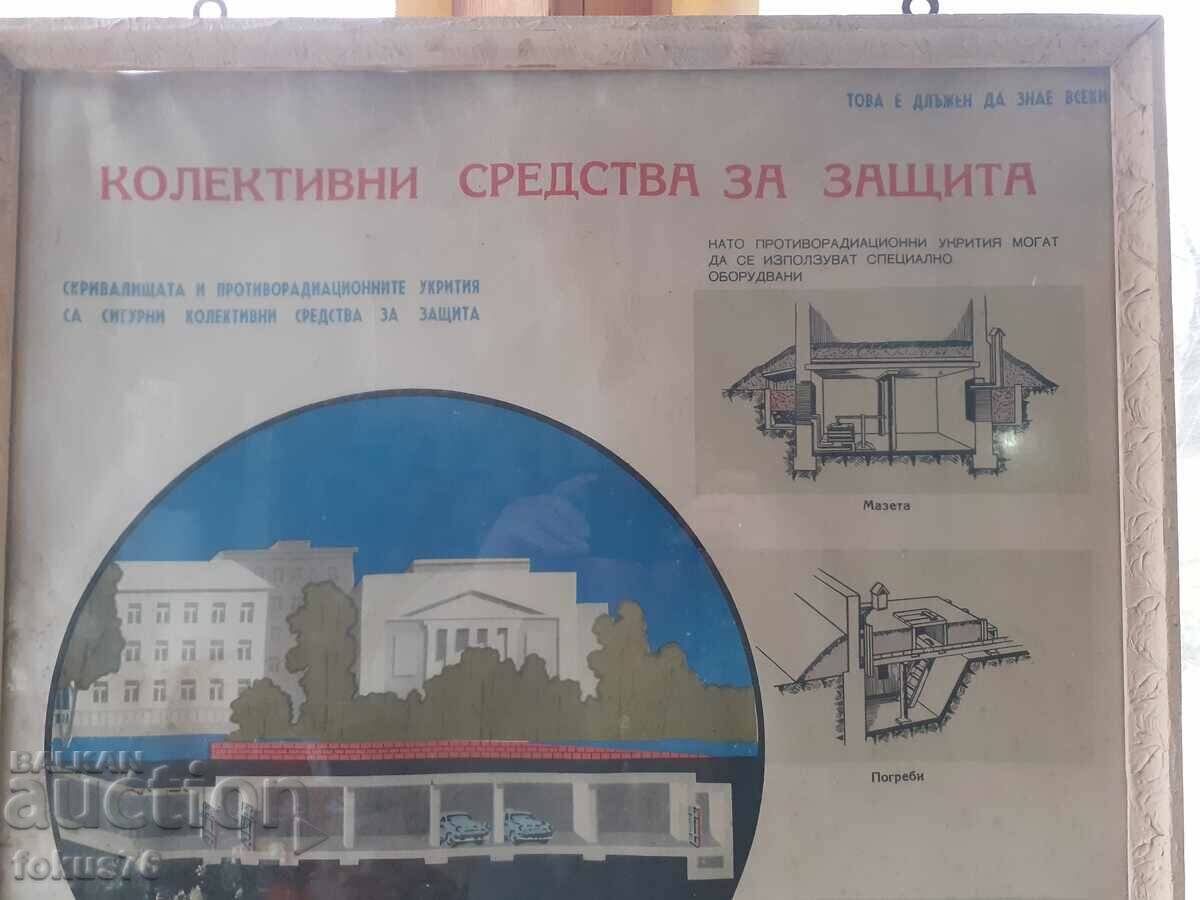 ТОВА Е ДЛЪЖЕН ДА ЗНАЕ ВСЕКИ
КОЛЕКТИВНИ СРЕДСТВА ЗА ЗАЩИТА
СКРИВАЛИЩАТА И ПРОТИВОРАДИАЦИОННИТЕ УКРИТИЯ
СА СИГУРНИ КОЛЕКТИВНИ СРЕДСТВА ЗА ЗАЩИТА
КАТО ПРОТИВОРАДИАЦИОННИ УКРИТИЯ МОГАТ
ДА СЕ ИЗПОЛЗУВАТ СПЕЦИАЛНО
ОБОРУДВАНИ
Мазета
Погреби
BALKAN
auction
fokus76